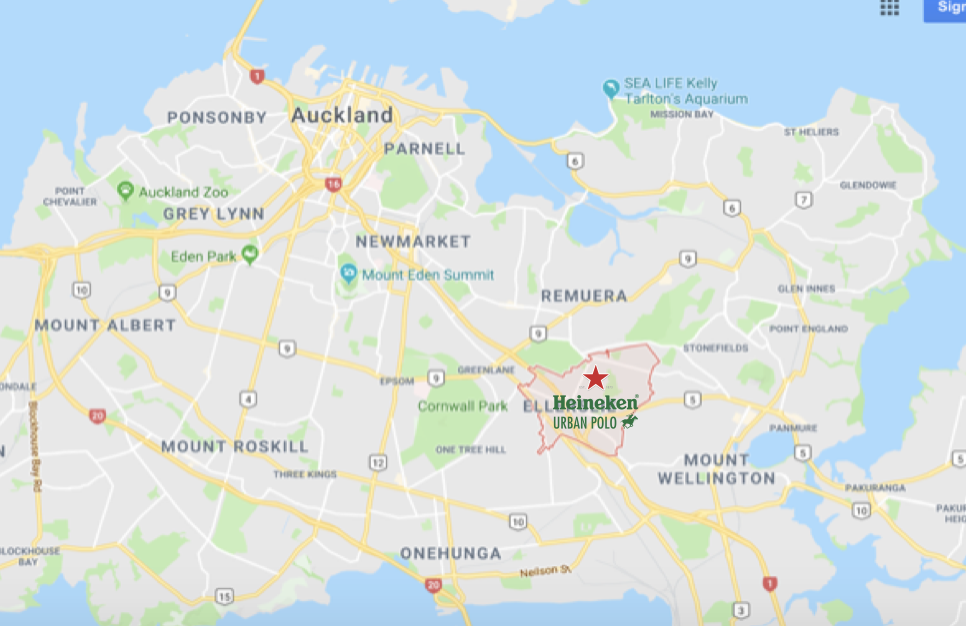 Sign
1
SEA LIFE Kelly
Tarlton's Aquarium
MISSION BAY
PONSONBY
Auckland
ST HELIERS
PARNELL
6
16
POINT
CHEVALIER
Auckland Zoo
GLENDOWIE
7
6
GREY LYNN
NEWMARKET
Eden Park
9
Mount Eden Summit
10
9
GLEN INNES
REMUERA
MOUNT ALBERT
POINT ENGLAND
9
9
STONEFIELDS
GREENLANE
EPSOM
9
ONDALE
4
5
Heineken
URBAN POLO
Cornwall Park
20
Blockhouse Bay Rd
PANMURE
MOUNT ROSKILL
ONE TREE HILL
5
5
12
MOUNT
WELLINGTON
THREE KINGS
PAKURANGA
10
10
PAKUR
HEIG
BLOCKHOUSE
BAY
ONEHUNGA
Neilson St
20
1
15
3